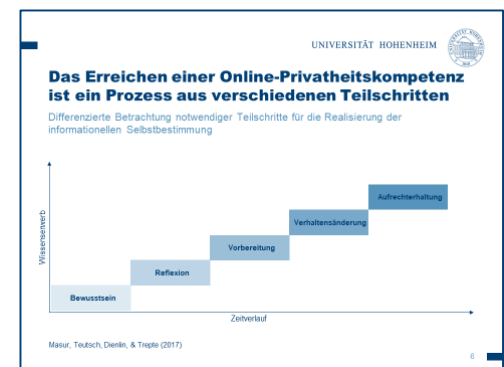 UNIVERSITÄT HOHENHEIM
Das Erreichen einer Online-Privatheitskompetenz
ist ein Prozess aus verschiedenen Teilschritten
Differenzierte Betrachtung notwendiger Teilschritte für die Realisierung der
informationellen Selbstbestimmung
Wissenserwerb
Aufrechterhaltung
Verhaltensänderung
Vorbereitung
Reflexion
Bewusstsein
Zeitverlauf
Masur, Teutsch, Dienlin, & Trepte (2017)
6